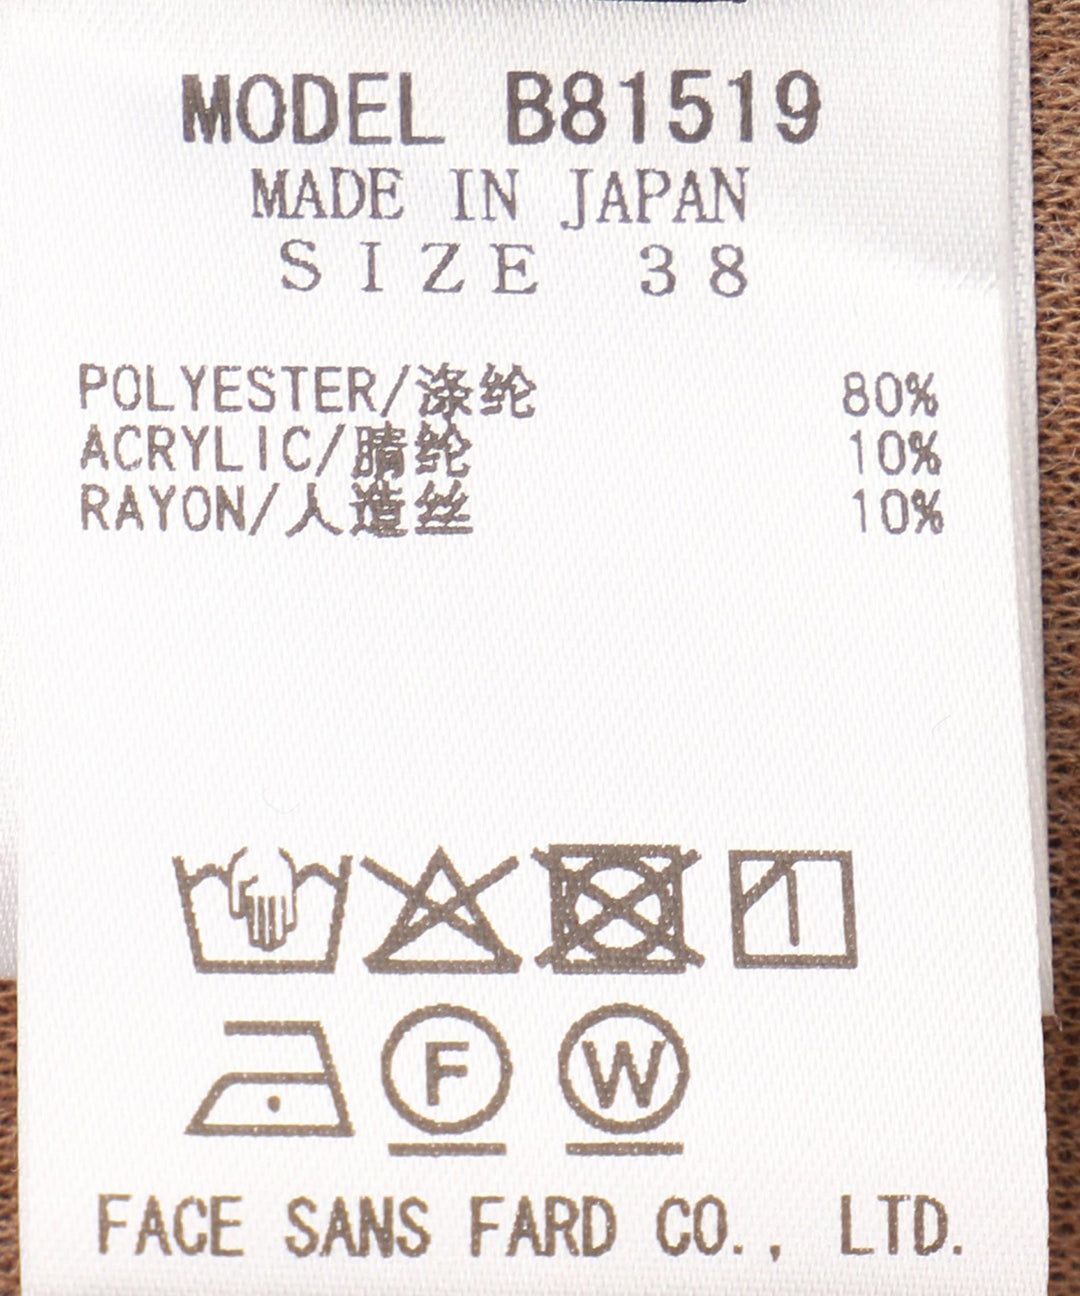 MODEL B81519
MADE IN JAPAN
SIZE 38
POLYESTER/涤纶 80%
ACRYLIC/腈纶 10%
RAYON/人造丝 10%
F W
FACE SANS FARD CO., LTD.